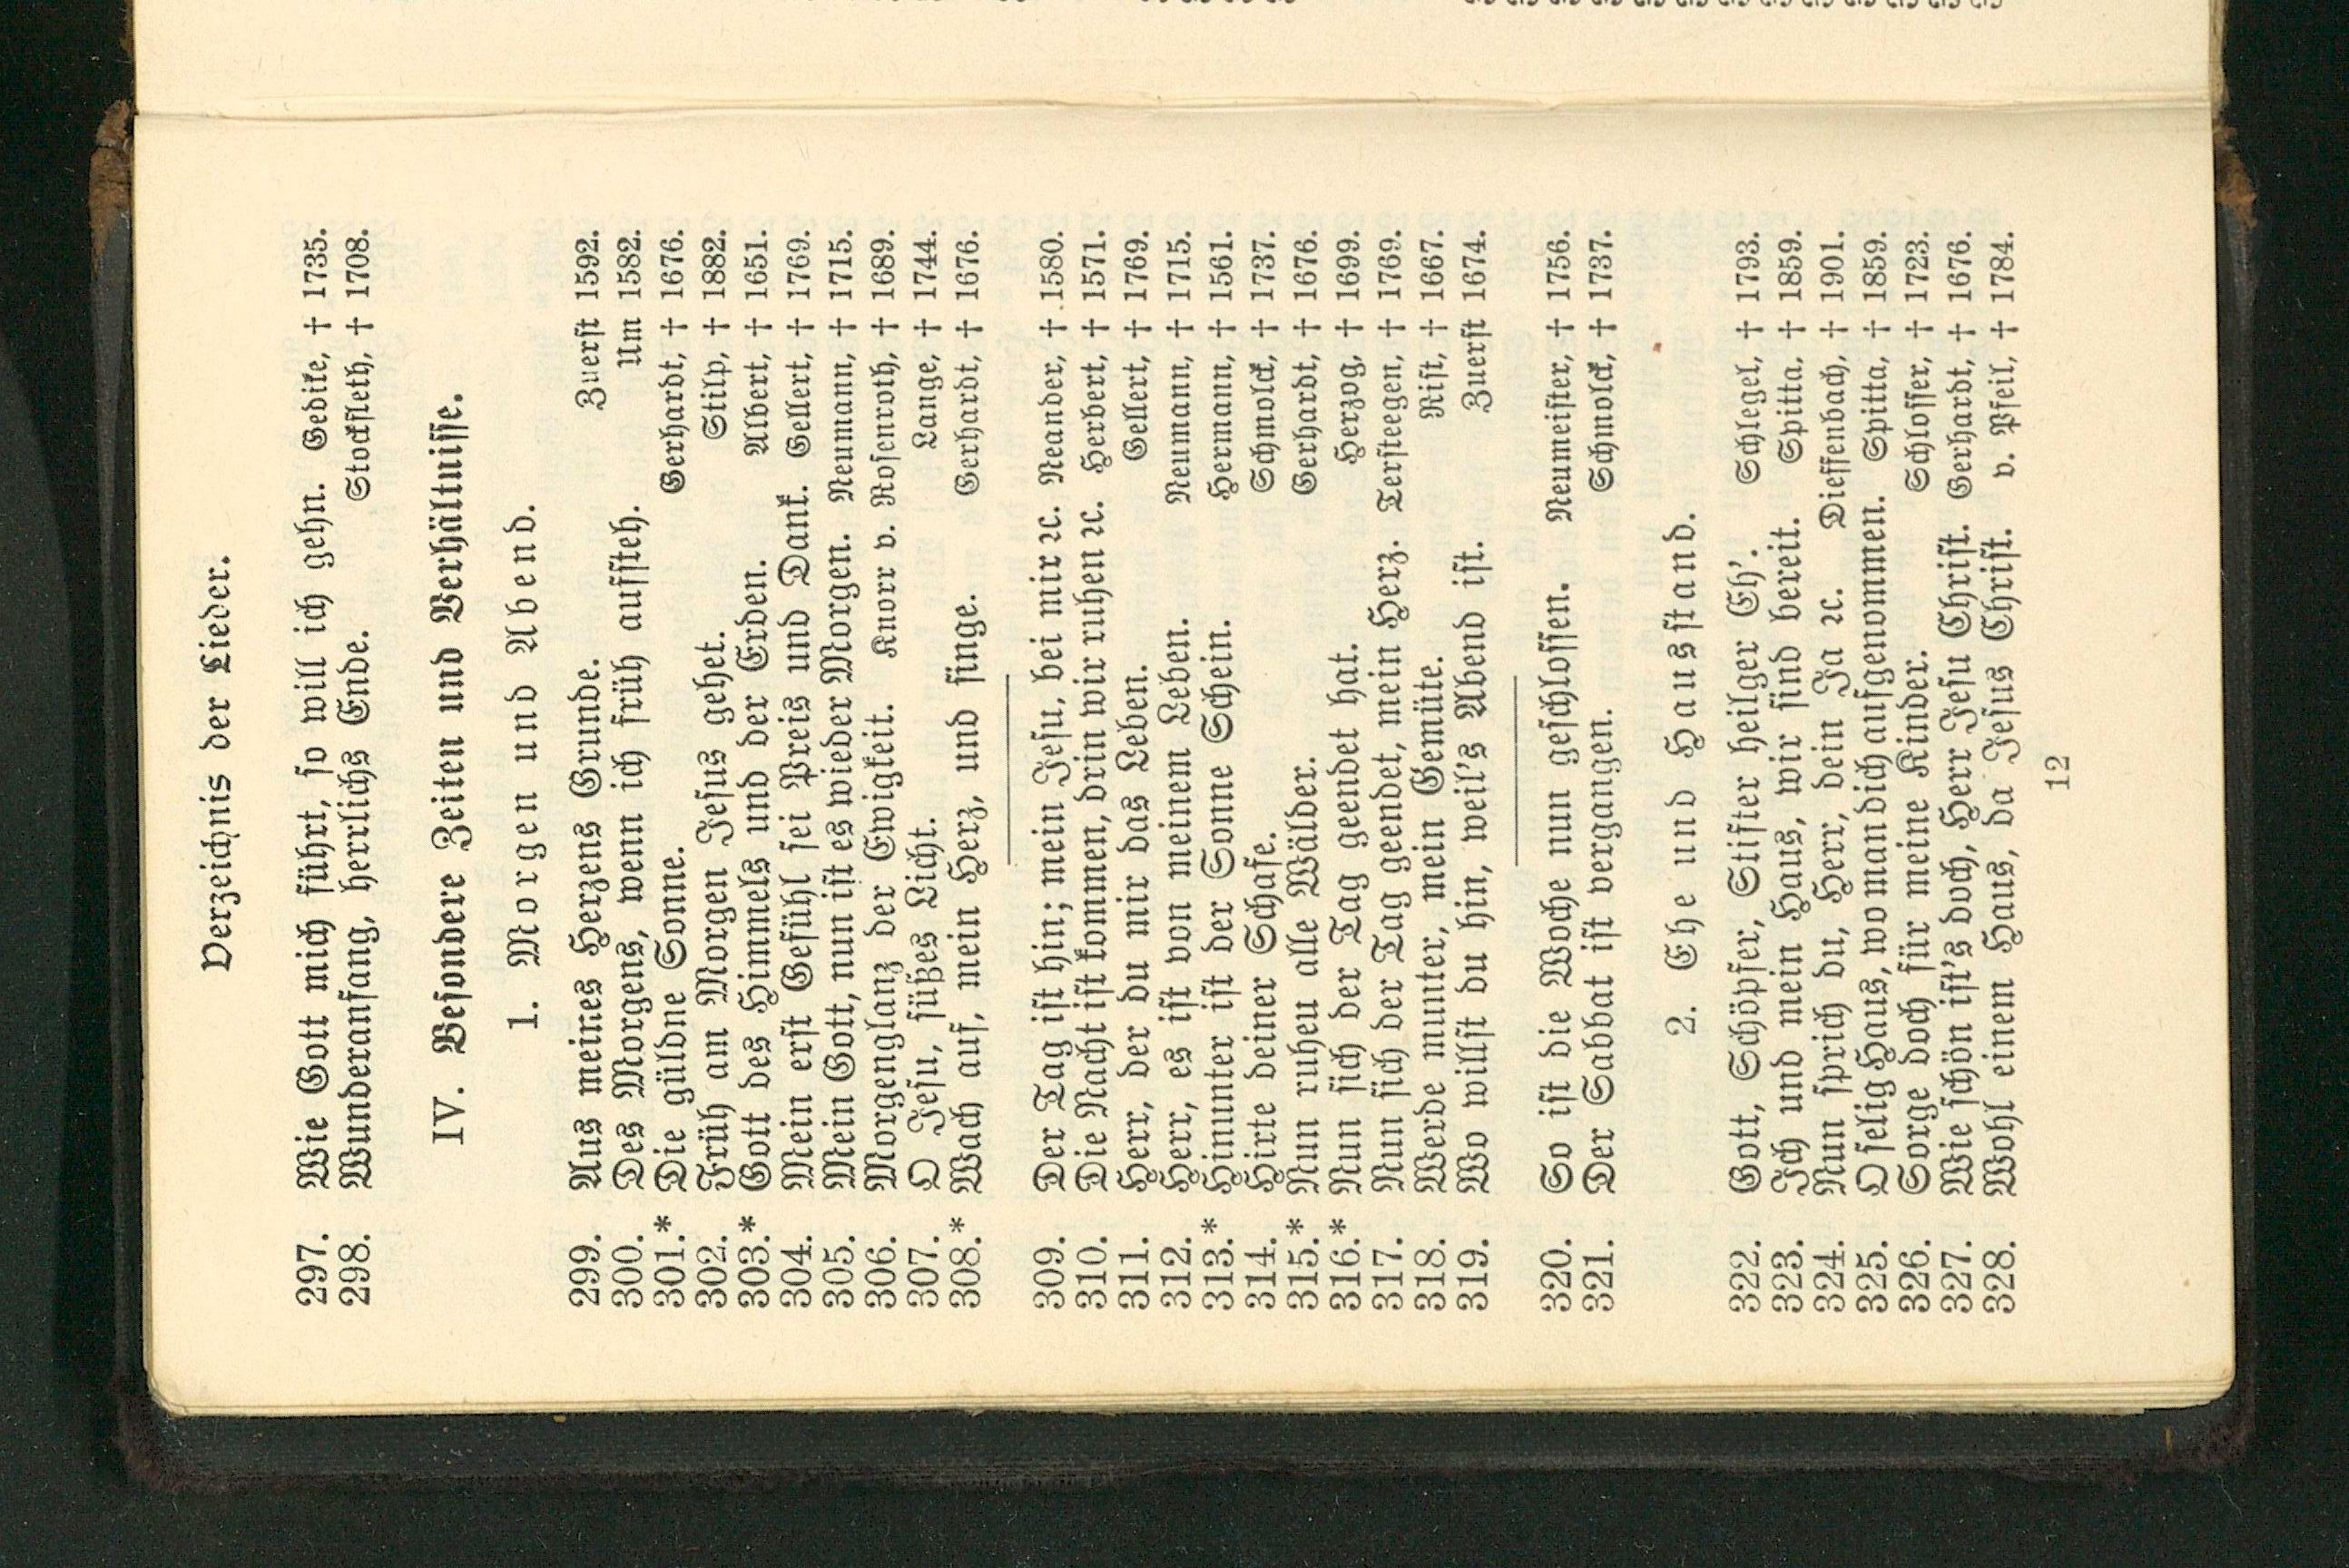 Verzeichnis der Lieder.
297. Wie Gott mich führt, so will ich gehn. Gedike, † 1735.
298. Wunderanfang, herrlichs Ende. Stockfleth, † 1708.
IV. Besondere Zeiten und Verhältnisse.
1. Morgen und Abend.
299. Aus meines Herzens Grunde. Zuerst 1592.
300. Des Morgens, wenn ich früh aufsteh. Um 1582.
301.* Die güldne Sonne. Gerhardt, † 1676.
302. Früh am Morgen Jesus gehet. Stilp, † 1882.
303.* Gott des Himmels und der Erden. Albert, † 1651.
304. Mein erst Gefühl sei Preis und Dank. Gellert, † 1769.
305. Mein Gott, nun ist es wieder Morgen. Neumann, † 1715.
306. Morgenglanz der Ewigkeit. Knorr v. Rosenroth, † 1689.
307. O Jesu, süßes Licht. Lange, † 1744.
308.* Wach auf, mein Herz, und singe. Gerhardt, † 1676.
309. Der Tag ist hin; mein Jesu, bei mir ꝛc. Neander, † 1580.
310. Die Nacht ist kommen, drin wir ruhen ꝛc. Herbert, † 1571.
311. Herr, der du mir das Leben. Gellert, † 1769.
312. Herr, es ist von meinem Leben. Neumann, † 1715.
313.* Hinunter ist der Sonne Schein. Hermann, † 1561.
314. Hirte deiner Schafe. Schmolck, † 1737.
315.* Nun ruhen alle Wälder. Gerhardt, † 1676.
316.* Nun sich der Tag geendet hat. Herzog, † 1699.
317. Nun sich der Tag geendet, mein Herz. Tersteegen, † 1769.
318. Werde munter, mein Gemüte. Rist, † 1667.
319. Wo willst du hin, weil's Abend ist. Zuerst 1674.
320. So ist die Woche nun geschlossen. Neumeister, † 1756.
321. Der Sabbat ist vergangen. Schmolck, † 1737.
2. Ehe und Hausstand.
322. Gott, Schöpfer, Stifter heilger Eh'. Schlegel, † 1793.
323. Ich und mein Haus, wir sind bereit. Spitta, † 1859.
324. Nun sprich du, Herr, dein Ja ꝛc. Dieffenbach, † 1901.
325. O selig Haus, wo man dich aufgenommen. Spitta, † 1859.
326. Sorge doch für meine Kinder. Schlosser, † 1723.
327. Wie schön ist's doch, Herr Jesu Christ. Gerhardt, † 1676.
328. Wohl einem Haus, da Jesus Christ. v. Pfeil, † 1784.
12